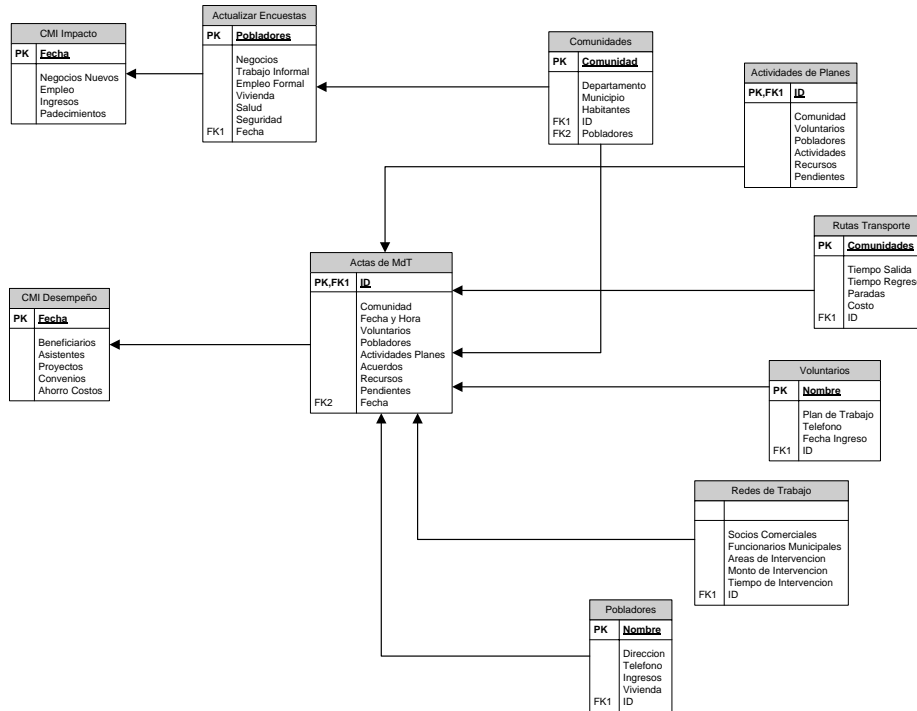 CMI Impacto
PK Fecha
Negocios Nuevos
Empleo
Ingresos
Padecimientos
Actualizar Encuestas
PK Pobladores
Negocios
Trabajo Informal
Empleo Formal
Vivienda
Salud
Seguridad
FK1 Fecha
Comunidades
PK Comunidad
Departamento
Municipio
Habitantes
FK1 ID
FK2 Pobladores
Actividades de Planes
PK,FK1 ID
Comunidad
Voluntarios
Pobladores
Actividades
Recursos
Pendientes
Rutas Transporte
PK Comunidades
Tiempo Salida
Tiempo Regreso
Paradas
Costo
FK1 ID
Actas de MdT
PK,FK1 ID
Comunidad
Fecha y Hora
Voluntarios
Pobladores
Actividades Planes
Acuerdos
Recursos
Pendientes
FK2 Fecha
CMI Desempeño
PK Fecha
Beneficiarios
Asistentes
Proyectos
Convenios
Ahorro Costos
Voluntarios
PK Nombre
Plan de Trabajo
Telefono
Fecha Ingreso
FK1 ID
Redes de Trabajo
Socios Comerciales
Funcionarios Municipales
Areas de Intervencion
Monto de Intervencion
Tiempo de Intervencion
FK1 ID
Pobladores
PK Nombre
Direccion
Telefono
Ingresos
Vivienda
FK1 ID